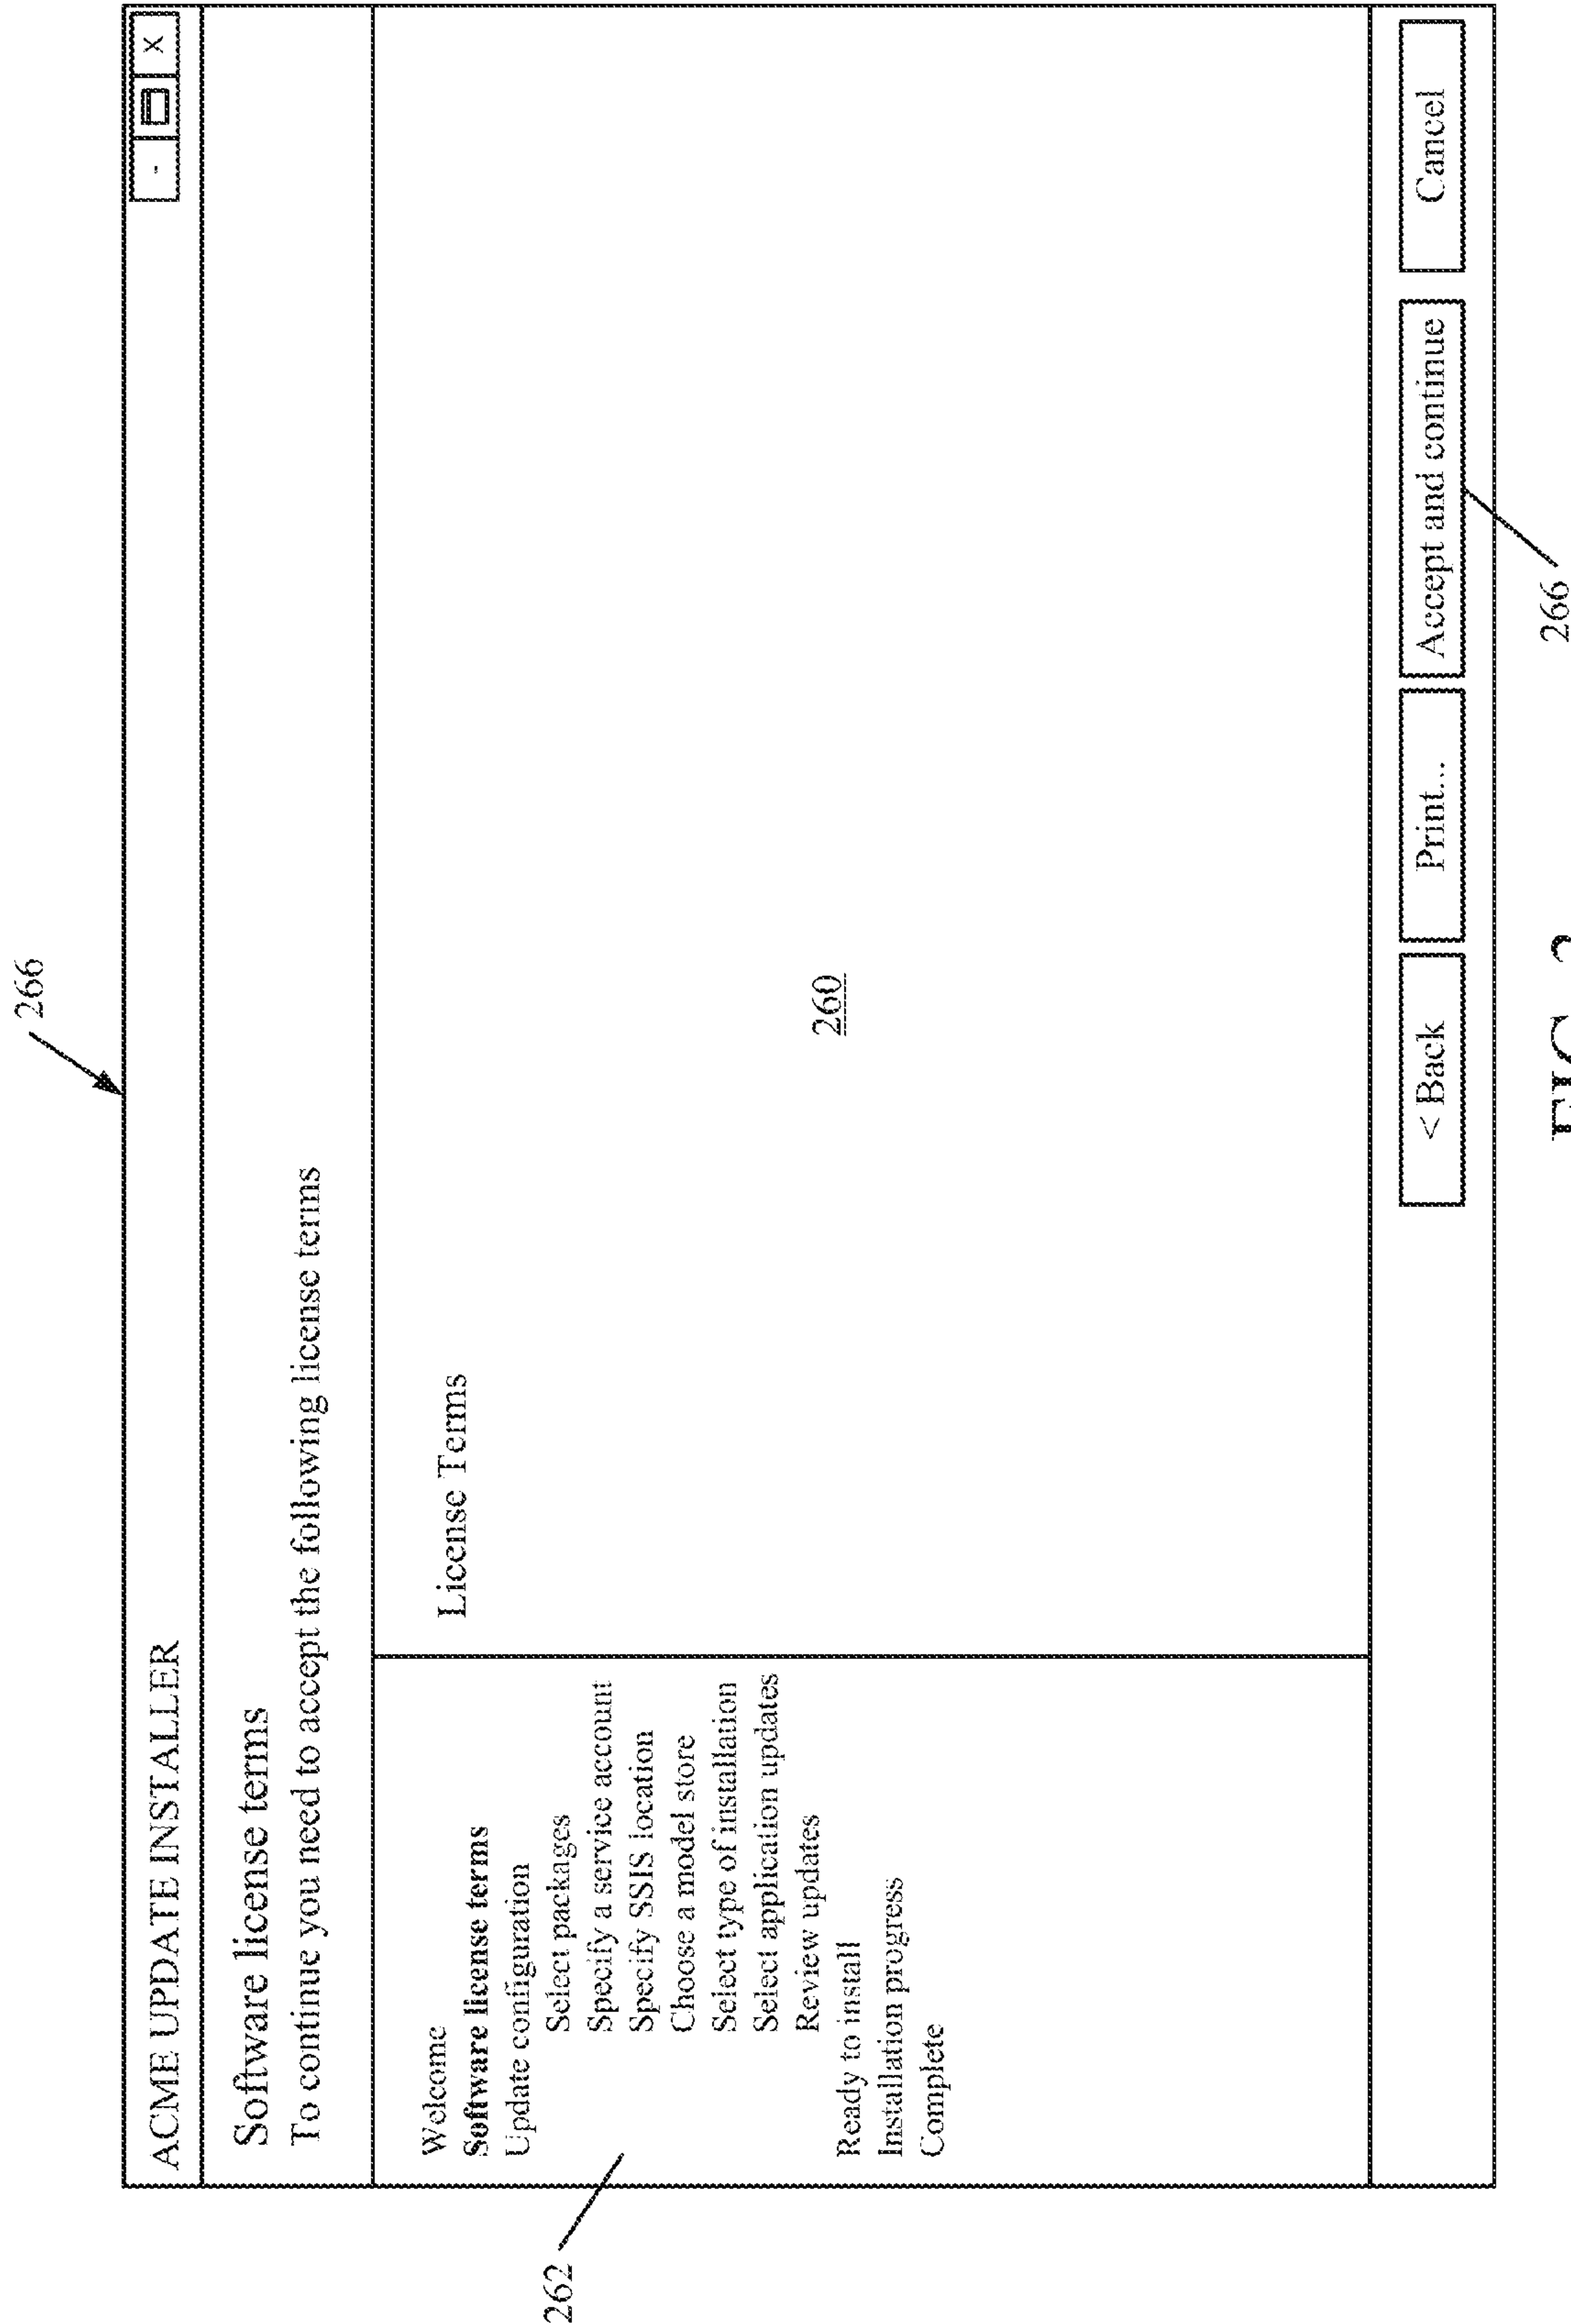 266
ACME UPDATE INSTALLER
- X
Software license terms
To continue you need to accept the following license terms
262
Welcome
Software license terms
Update configuration
Select packages
Specify a service account
Specify SSIS location
Choose a model store
Select type of installation
Select application updates
Review updates
Ready to install
Installation progress
Complete
License Terms
260
< Back
Print...
Accept and continue
Cancel
266